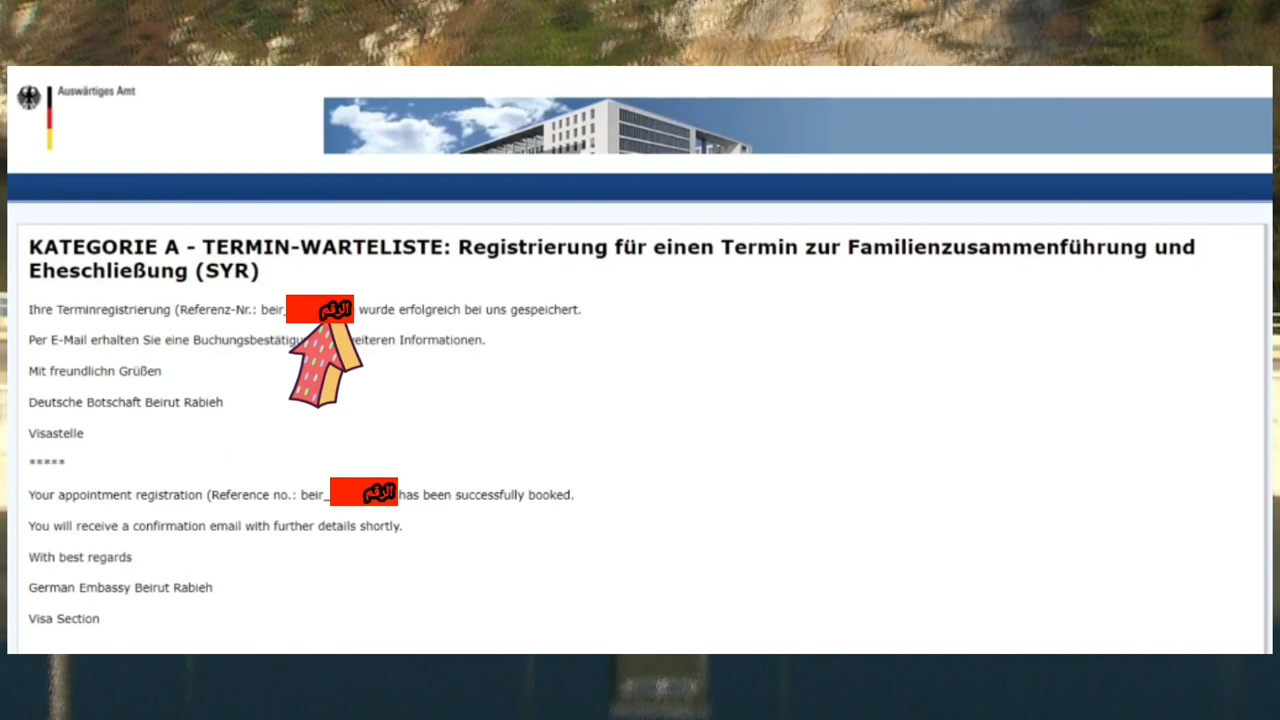 Auswärtiges Amt
KATEGORIE A - TERMIN-WARTELISTE: Registrierung für einen Termin zur Familienzusammenführung und
Eheschließung (SYR)
Ihre Terminregistrierung (Referenz-Nr.: beir_ الرقم wurde erfolgreich bei uns gespeichert.
Per E-Mail erhalten Sie eine Informationen.
Mit freundlichn Grüßen
Deutsche Botschaft Beirut Rabieh
Visastelle
*****
Your appointment registration (Reference no.: beir_ الرقم has been successfully booked.
You will receive a confirmation email with further details shortly.
With best regards
German Embassy Beirut Rabieh
Visa Section